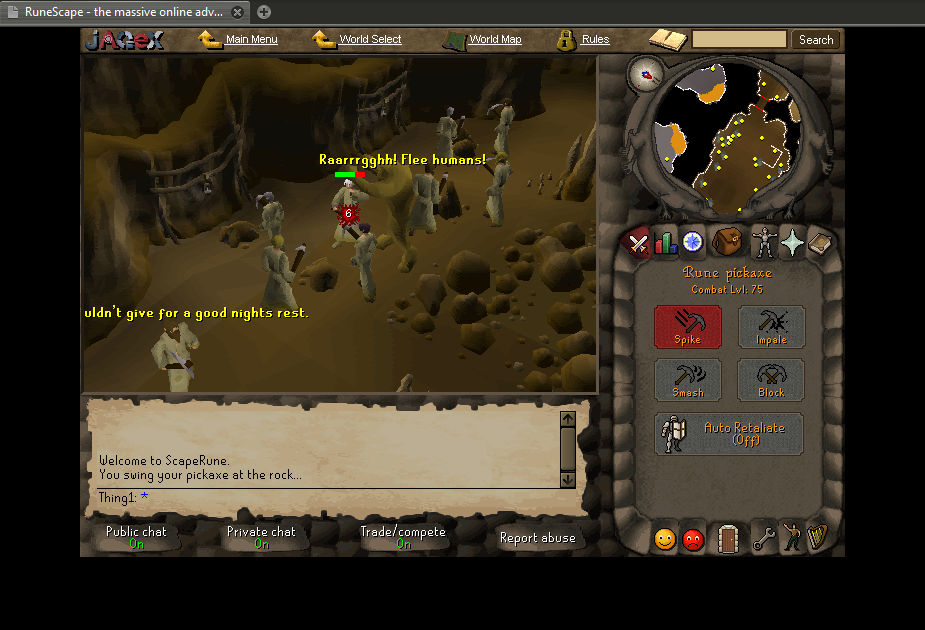 RuneScape - the massive online adv...
JAGeX
Main Menu
World Select
World Map
Rules
Search
Raarrrgghh! Flee humans!
6
uldn't give for a good nights rest.
Rune pickaxe
Combat Lvl: 75
Spike
Impale
Smash
Block
Auto Retaliate
(Off)
Welcome to ScapeRune.
You swing your pickaxe at the rock...
Thing1: *
Public chat
On
Private chat
On
Trade/compete
On
Report abuse